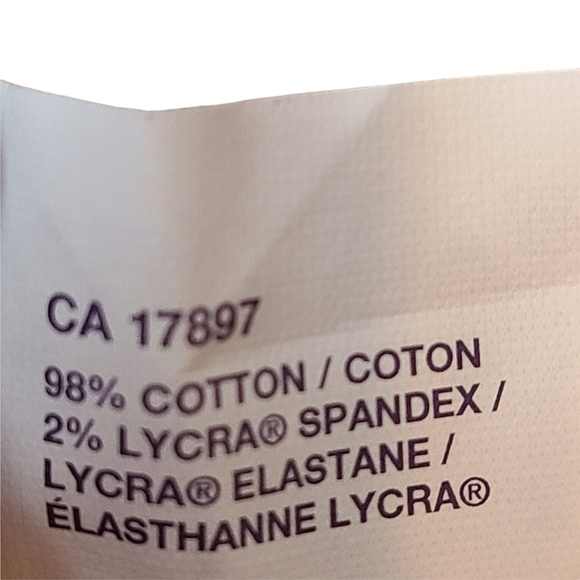 CA 17897
98% COTTON / COTON
2% LYCRA® SPANDEX /
LYCRA® ELASTANE /
ÉLASTHANNE LYCRA®